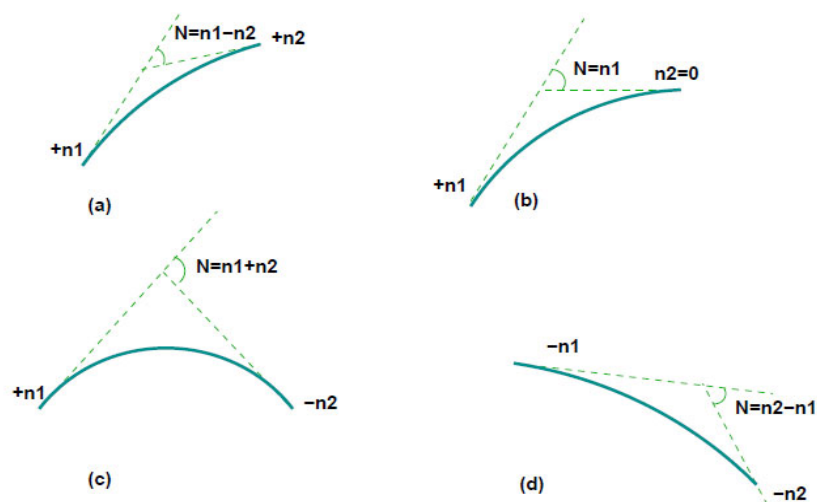 N=n1−n2
+n2
+n1
(a)
N=n1
n2=0
+n1
(b)
N=n1+n2
+n1
−n2
(c)
−n1
N=n2−n1
−n2
(d)